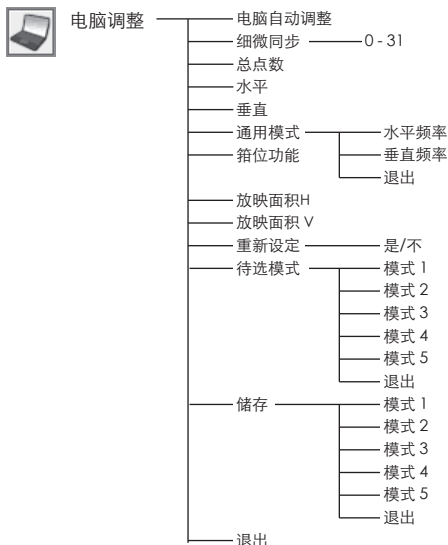 电脑调整
电脑自动调整
细微同步 0 - 31
总点数
水平
垂直
通用模式 水平频率
箝位功能 垂直频率
退出
放映面积H
放映面积 V
重新设定 是/不
待选模式 模式 1
模式 2
模式 3
模式 4
模式 5
退出
储存 模式 1
模式 2
模式 3
模式 4
模式 5
退出
退出